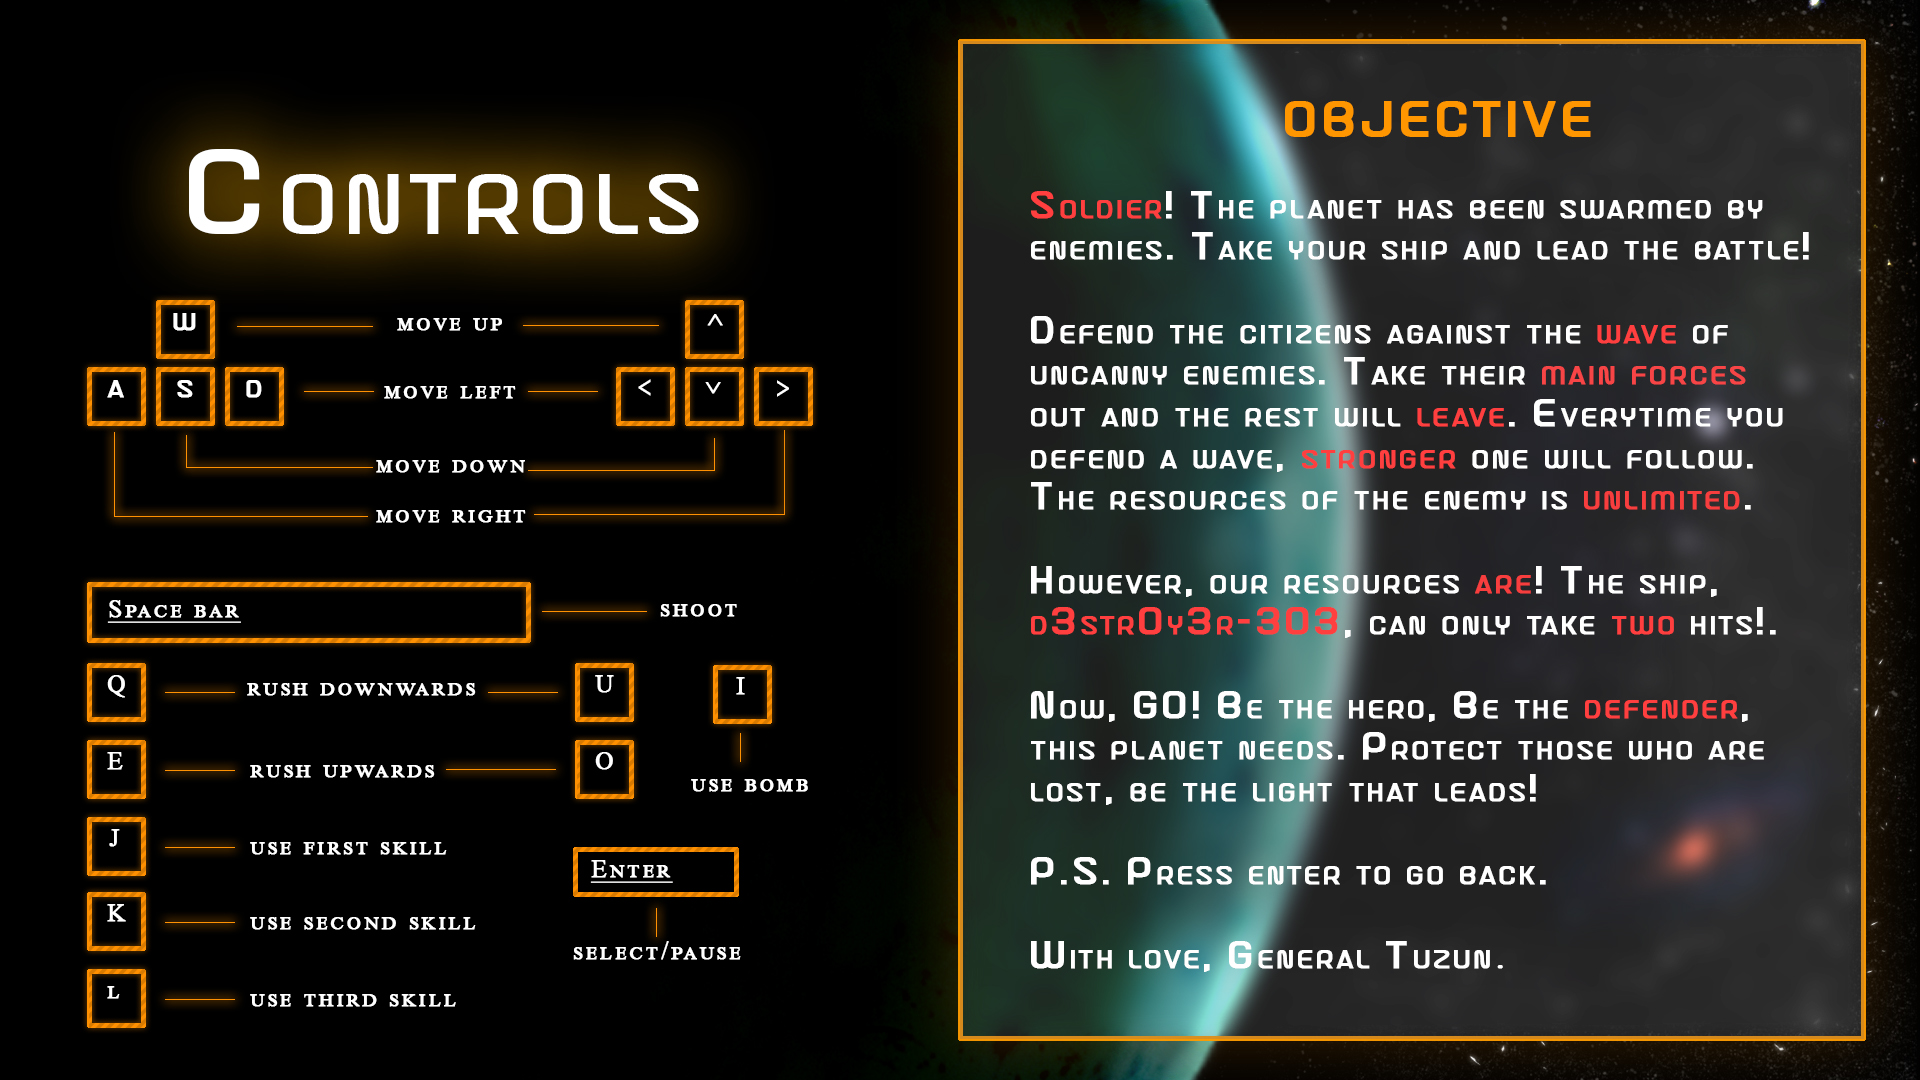 Controls
W
MOVE UP
^
A
S
D
MOVE LEFT
<
v
>
MOVE DOWN
MOVE RIGHT
Space bar
SHOOT
Q
RUSH DOWNWARDS
U
I
E
RUSH UPWARDS
O
USE BOMB
J
USE FIRST SKILL
Enter
K
USE SECOND SKILL
SELECT/PAUSE
L
USE THIRD SKILL
OBJECTIVE
Soldier! The planet has been swarmed by
enemies. Take your ship and lead the battle!
Defend the citizens against the wave of
uncanny enemies. Take their main forces
out and the rest will leave. Everytime you
defend a wave, stronger one will follow.
The resources of the enemy is unlimited.
However, our resources are! The ship,
d3str0y3r-303, can only take two hits!.
Now, GO! Be the hero, Be the defender,
this planet needs. Protect those who are
lost, be the light that leads!
P.S. Press enter to go back.
With love, General Tuzun.